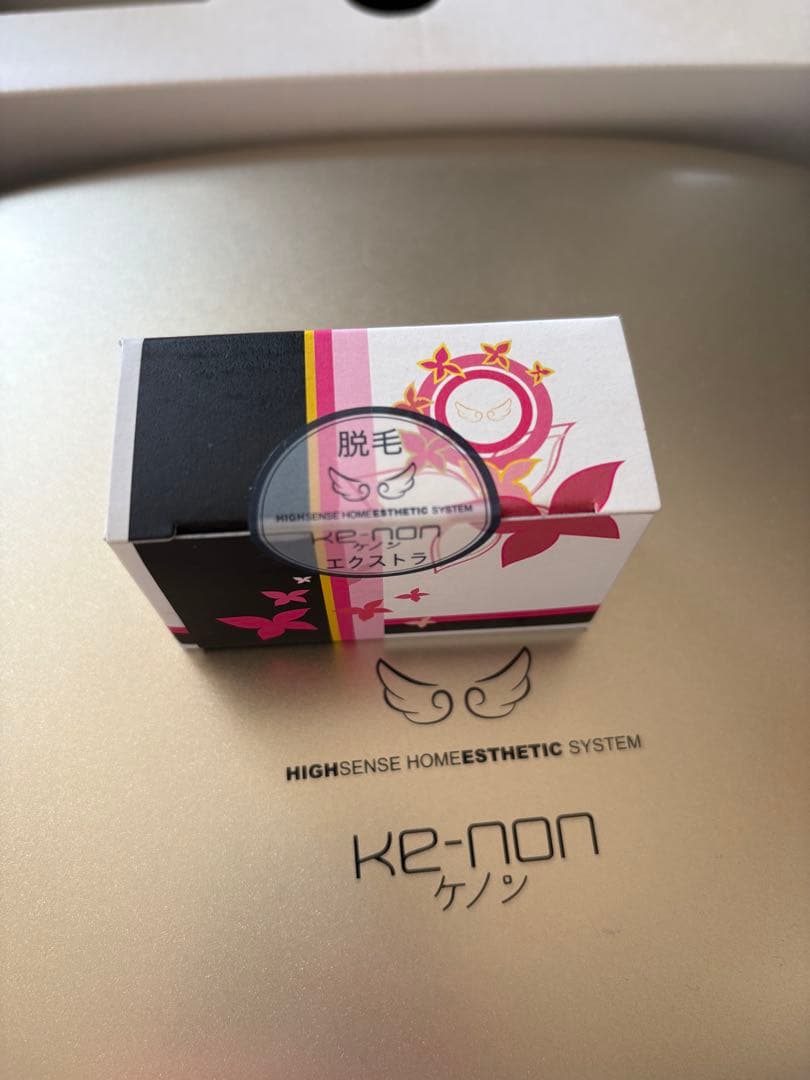 脱毛
HIGHSENSE HOMEESTHETIC SYSTEM
ke-non
ケノン
エクストラ
HIGHSENSE HOMEESTHETIC SYSTEM
ke-non
ケノン